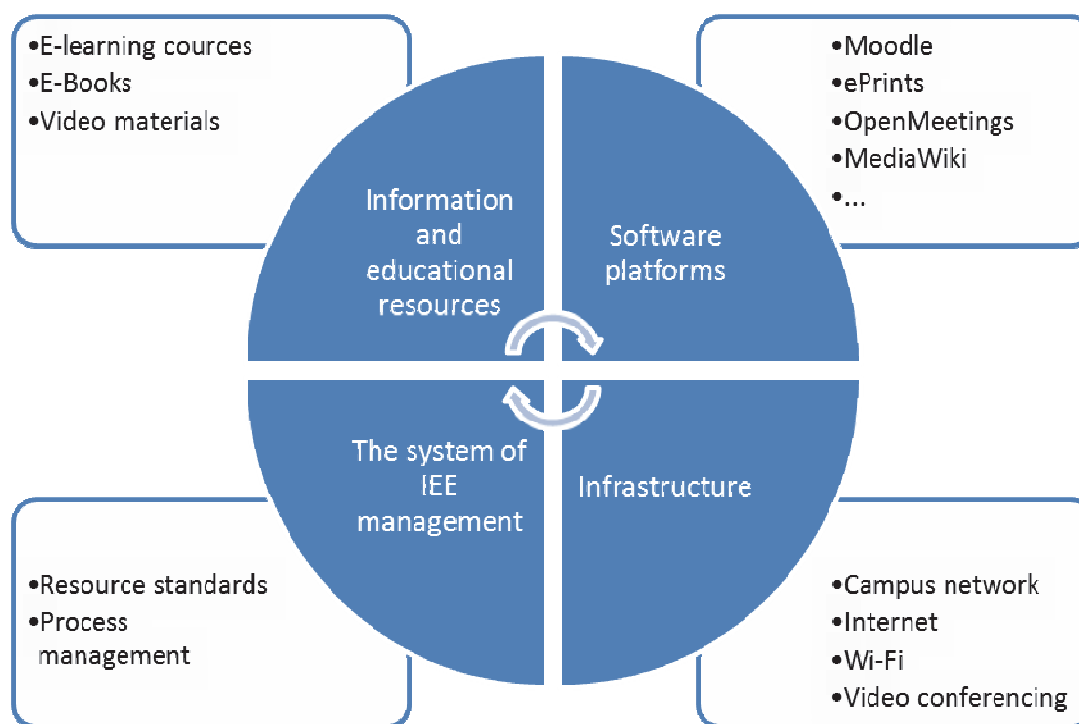 •E-learning cources
•E-Books
•Video materials
•Moodle
•ePrints
•OpenMeetings
•MediaWiki
•...
Information
and
educational
resources
Software
platforms
The system of
IEE
management
Infrastructure
•Resource standards
•Process
management
•Campus network
•Internet
•Wi-Fi
•Video conferencing